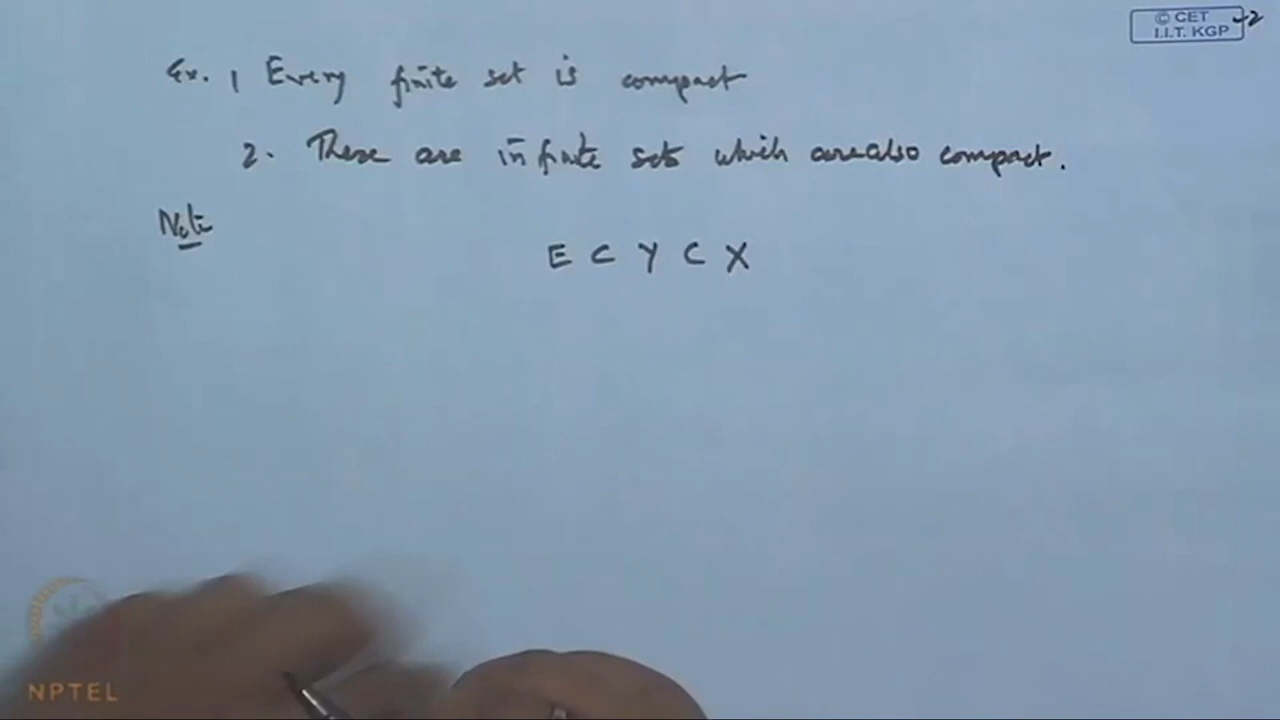 © CET
I.I.T. KGP
-2
Ex. 1 Every finite set is compact
2. There are infinite sets which are also compact.
Note
E ⊂ Y ⊂ X
NPTEL